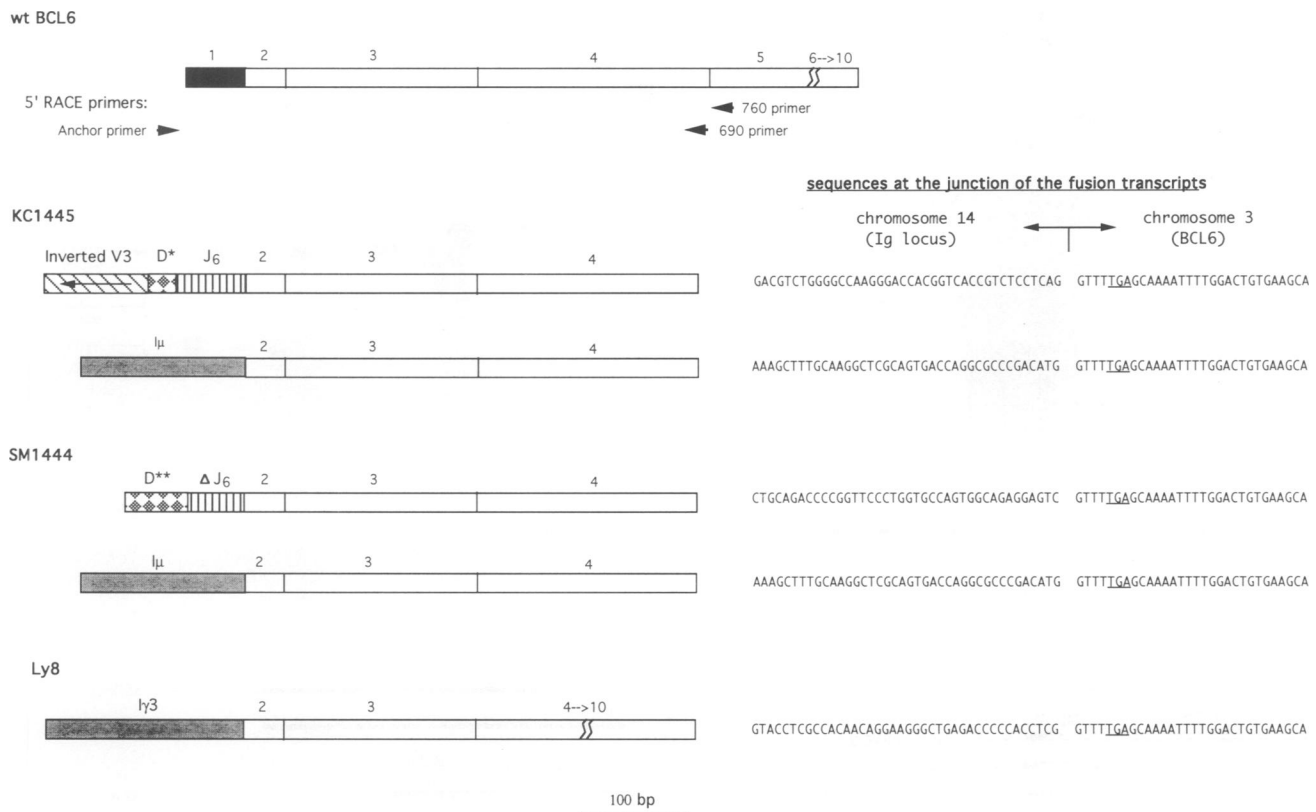 wt BCL6
1 2 3 4 5 6-->10
5' RACE primers:
760 primer
Anchor primer
690 primer
sequences at the junction of the fusion transcripts
KC1445
chromosome 14 chromosome 3
(Ig locus) (BCL6)
Inverted V3 D* J6 2 3 4
GACGTCTGGGGCCAAGGGACCACGGTCACCGTCTCCTCAG GTTTTGAGCAAAATTTTGGACTGTGAAGCA
Iμ 2 3 4
AAAGCTTTGCAAGGCTCGCAGTGACCAGGCGCCCGACATG GTTTTGAGCAAAATTTTGGACTGTGAAGCA
SM1444
D** Δ J6 2 3 4
CTGCAGACCCCGGTTCCCTGGTGCCAGTGGCAGAGGAGTC GTTTTGAGCAAAATTTTGGACTGTGAAGCA
Iμ 2 3 4
AAAGCTTTGCAAGGCTCGCAGTGACCAGGCGCCCGACATG GTTTTGAGCAAAATTTTGGACTGTGAAGCA
Ly8
Iγ3 2 3 4-->10
GTACCTCGCCACAACAGGAAGGGCTGAGACCCCCACCTCG GTTTTGAGCAAAATTTTGGACTGTGAAGCA
100 bp